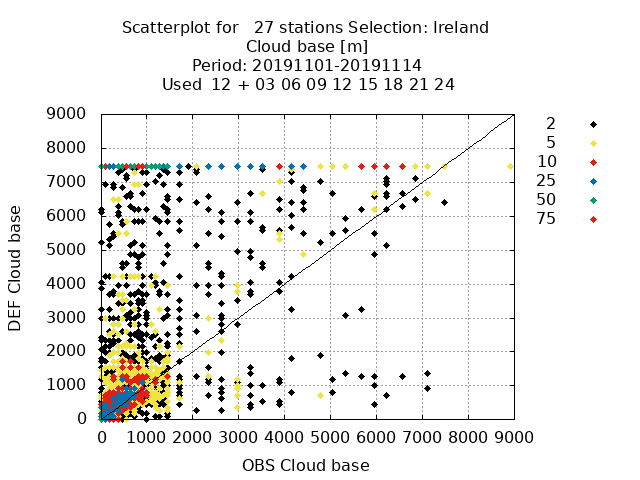 Scatterplot for   27 stations Selection: Ireland
Cloud base [m]
Period: 20191101-20191114
Used  12 + 03 06 09 12 15 18 21 24
9000
8000
7000
6000
5000
4000
3000
2000
1000
0
DEF Cloud base
0 1000 2000 3000 4000 5000 6000 7000 8000 9000
OBS Cloud base
2
5
10
25
50
75